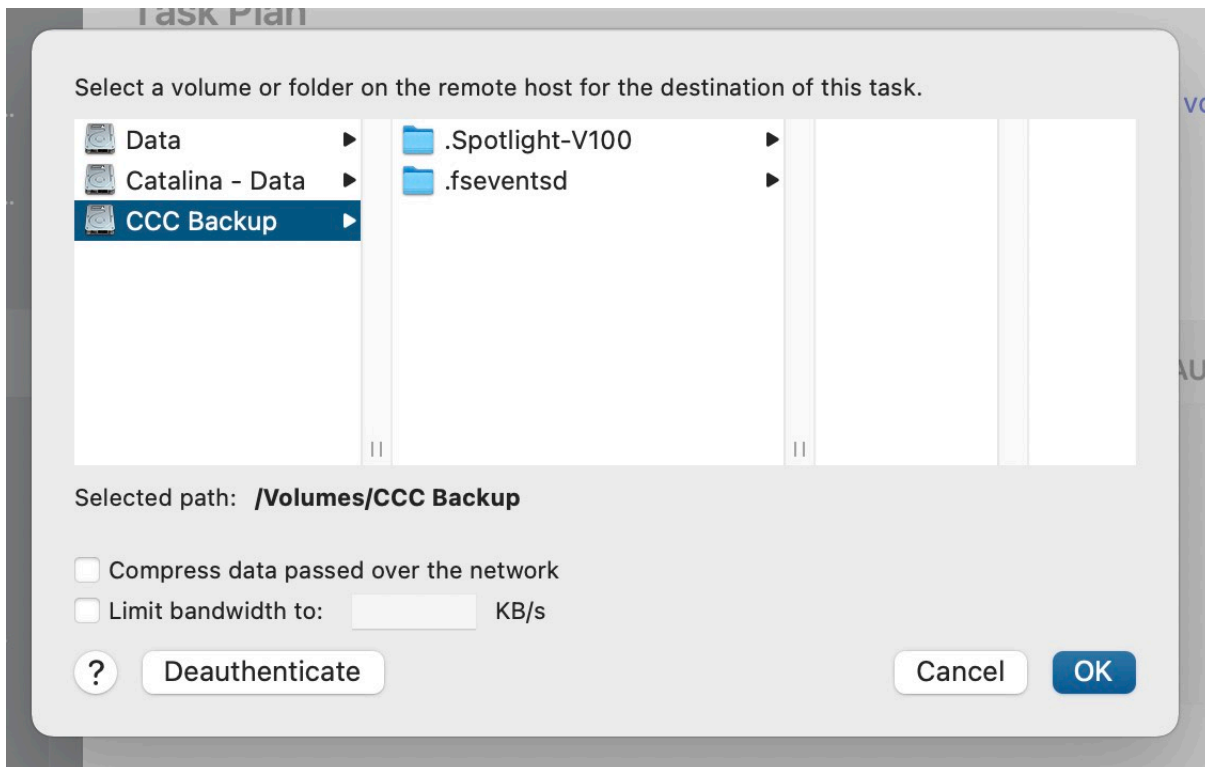 Task Plan
Select a volume or folder on the remote host for the destination of this task.
Data
Catalina - Data
CCC Backup
.Spotlight-V100
.fseventsd
Selected path: /Volumes/CCC Backup
Compress data passed over the network
Limit bandwidth to: KB/s
? Deauthenticate Cancel OK